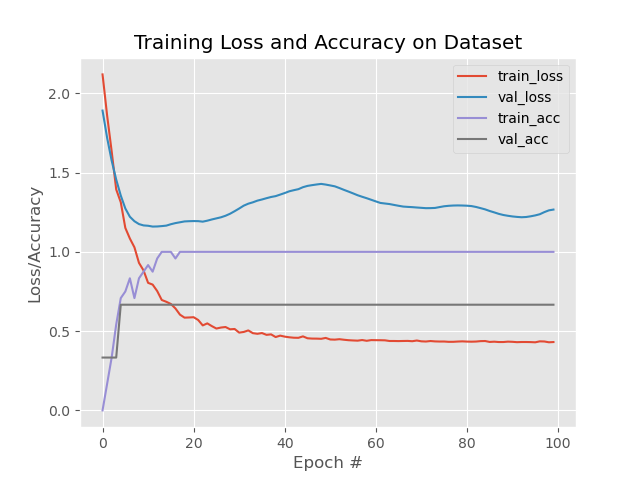 Training Loss and Accuracy on Dataset
train_loss
val_loss
train_acc
val_acc
2.0
1.5
1.0
0.5
0.0
Loss/Accuracy
0 20 40 60 80 100
Epoch #